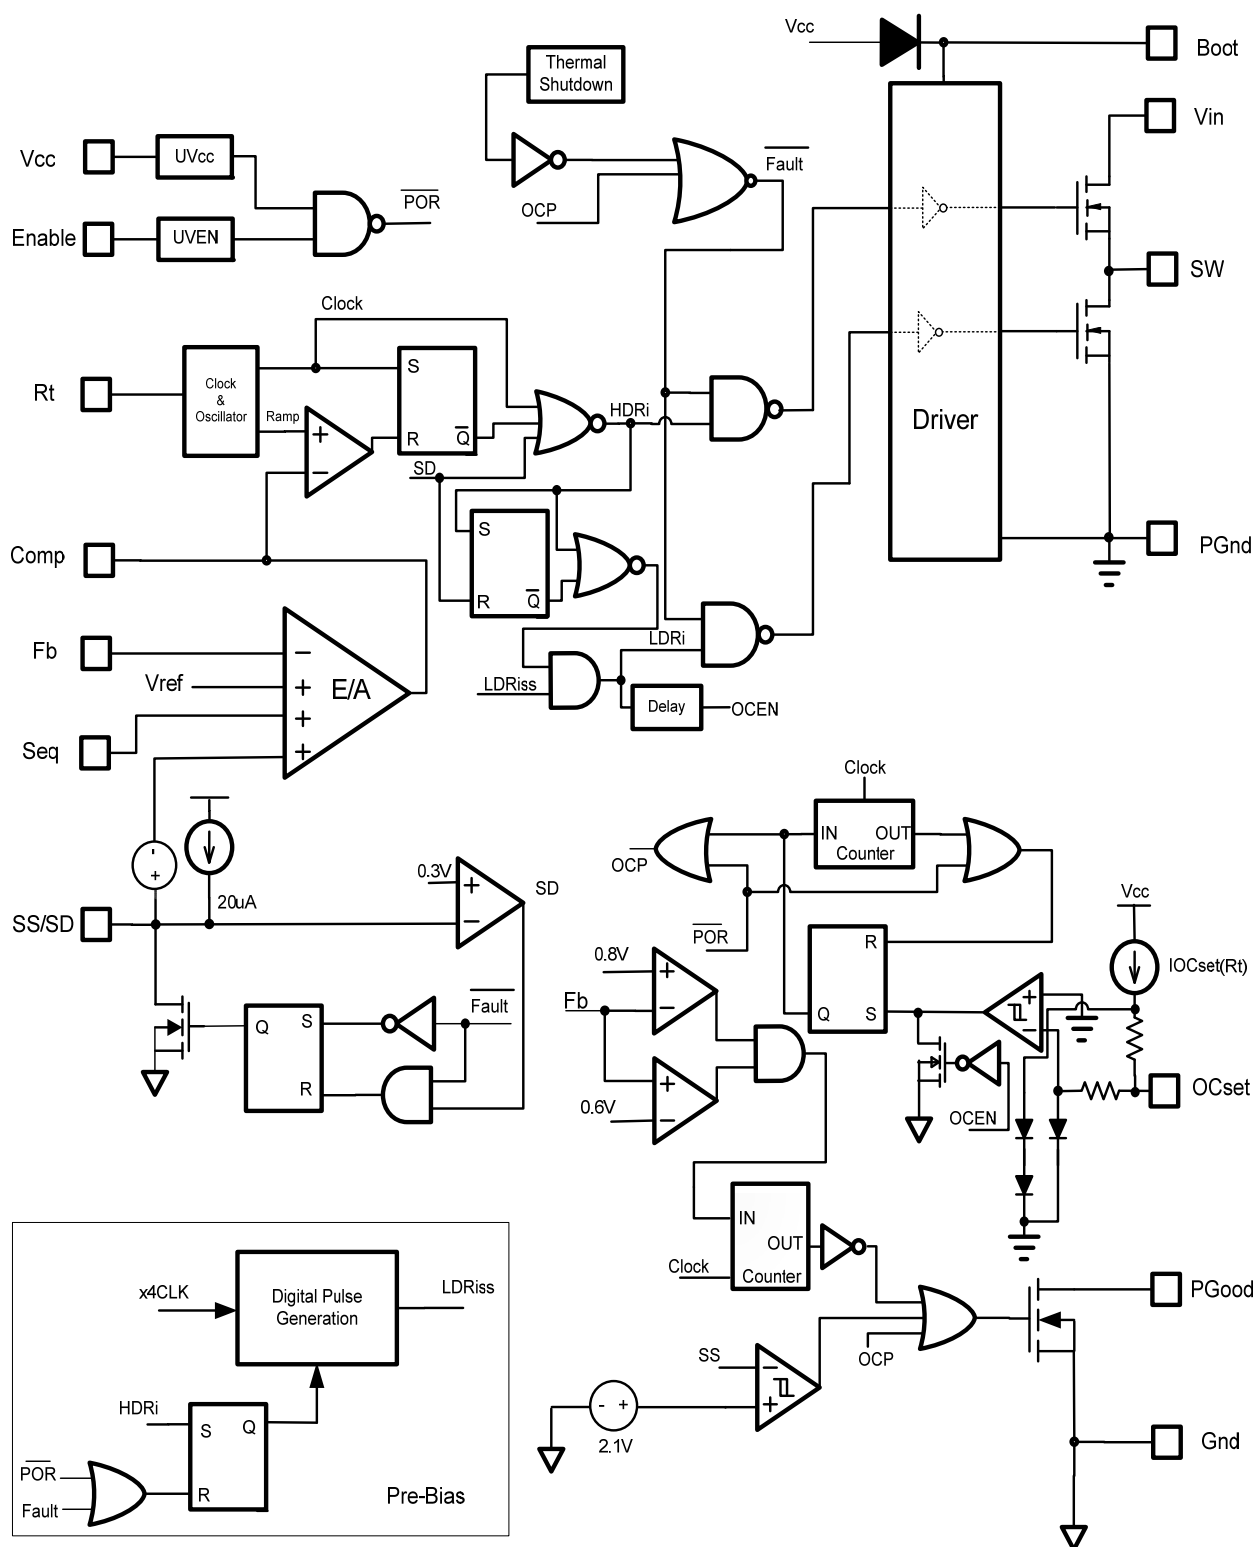 Vcc
Boot
Thermal
Shutdown
Vin
Vcc
UVcc
Fault
POR
OCP
Enable
UVEN
SW
Clock
Rt
Clock
&
Oscillator
Ramp
+
−
S
R
Q
HDRi
Driver
SD
S
R
Q
Comp
PGnd
LDRi
Fb
−
Vref
+
E/A
LDRiss
Delay
OCEN
+
Seq
+
Clock
IN
OUT
Counter
OCP
-
+
20uA
0.3V
+
SD
−
Vcc
SS/SD
POR
R
0.8V
+
IOCset(Rt)
Fb
−
Fault
Q
S
Q
S
+
−
R
+
0.6V
−
OCEN
OCset
IN
OUT
Counter
Clock
PGood
x4CLK
Digital Pulse
Generation
LDRiss
SS
−
OCP
+
HDRi
S
Q
- +
2.1V
Gnd
POR
R
Fault
Pre-Bias